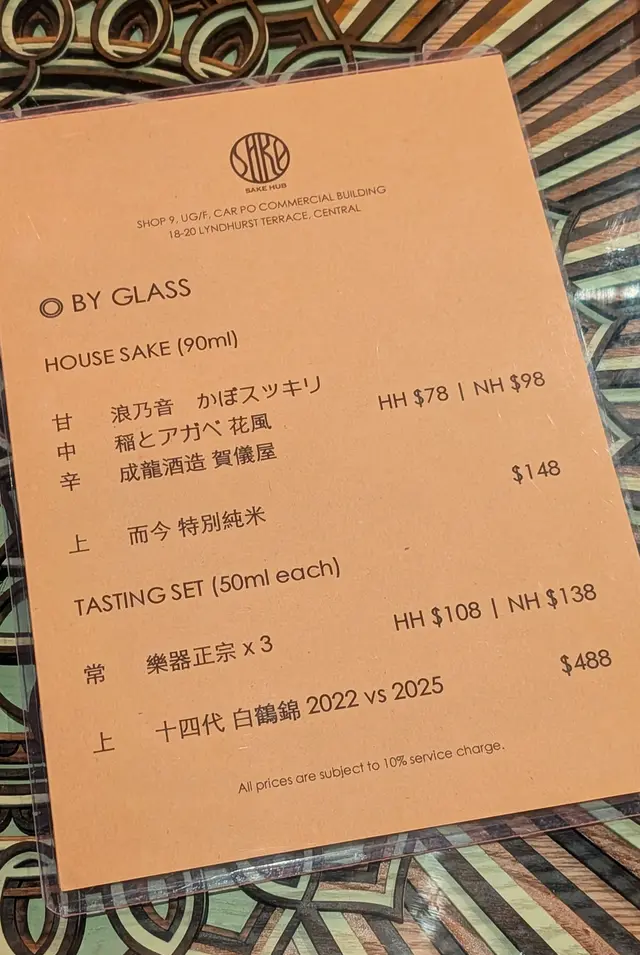 SAKE
SAKE HUB
SHOP 9, UG/F, CAR PO COMMERCIAL BUILDING
18-20 LYNDHURST TERRACE, CENTRAL
BY GLASS
HOUSE SAKE (90ml)
甘 浪乃音 かぼスツキリ
中 稲とアガベ 花風 HH $78 | NH $98
辛 成龍酒造 賀儀屋
上 而今 特別純米 $148
TASTING SET (50ml each)
常 樂器正宗 x 3 HH $108 | NH $138
上 十四代 白鶴錦 2022 vs 2025 $488
All prices are subject to 10% service charge.